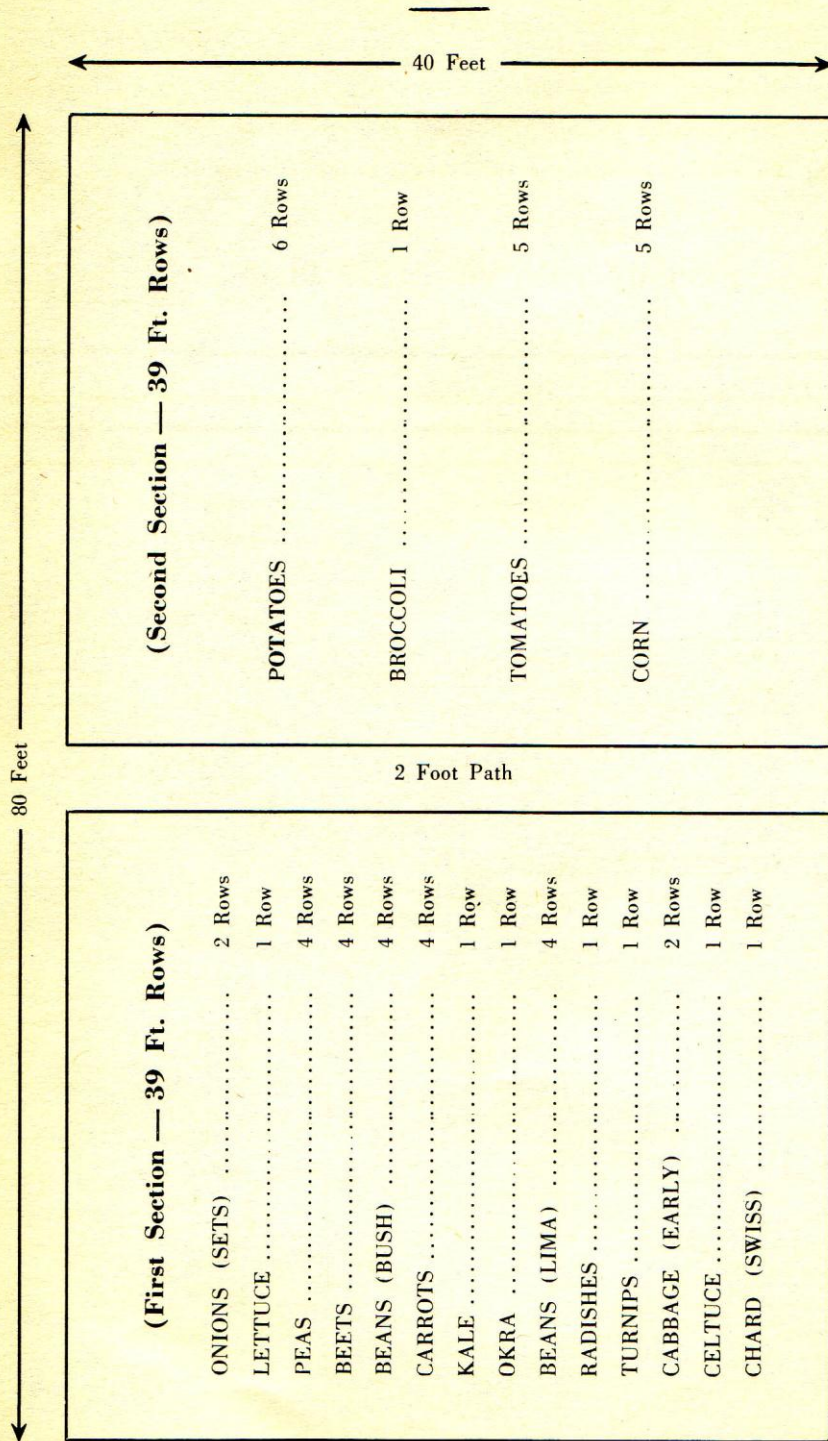 40 Feet
80 Feet
(First Section — 39 Ft. Rows)
ONIONS (SETS) .................... 2 Rows
LETTUCE .................... 1 Row
PEAS .................... 4 Rows
BEETS .................... 4 Rows
BEANS (BUSH) .................... 4 Rows
CARROTS .................... 4 Rows
KALE .................... 1 Row
OKRA .................... 1 Row
BEANS (LIMA) .................... 4 Rows
RADISHES .................... 1 Row
TURNIPS .................... 1 Row
CABBAGE (EARLY) .................... 2 Rows
CELTUCE .................... 1 Row
CHARD (SWISS) .................... 1 Row
2 Foot Path
(Second Section — 39 Ft. Rows)
POTATOES .................... 6 Rows
BROCCOLI .................... 1 Row
TOMATOES .................... 5 Rows
CORN .................... 5 Rows